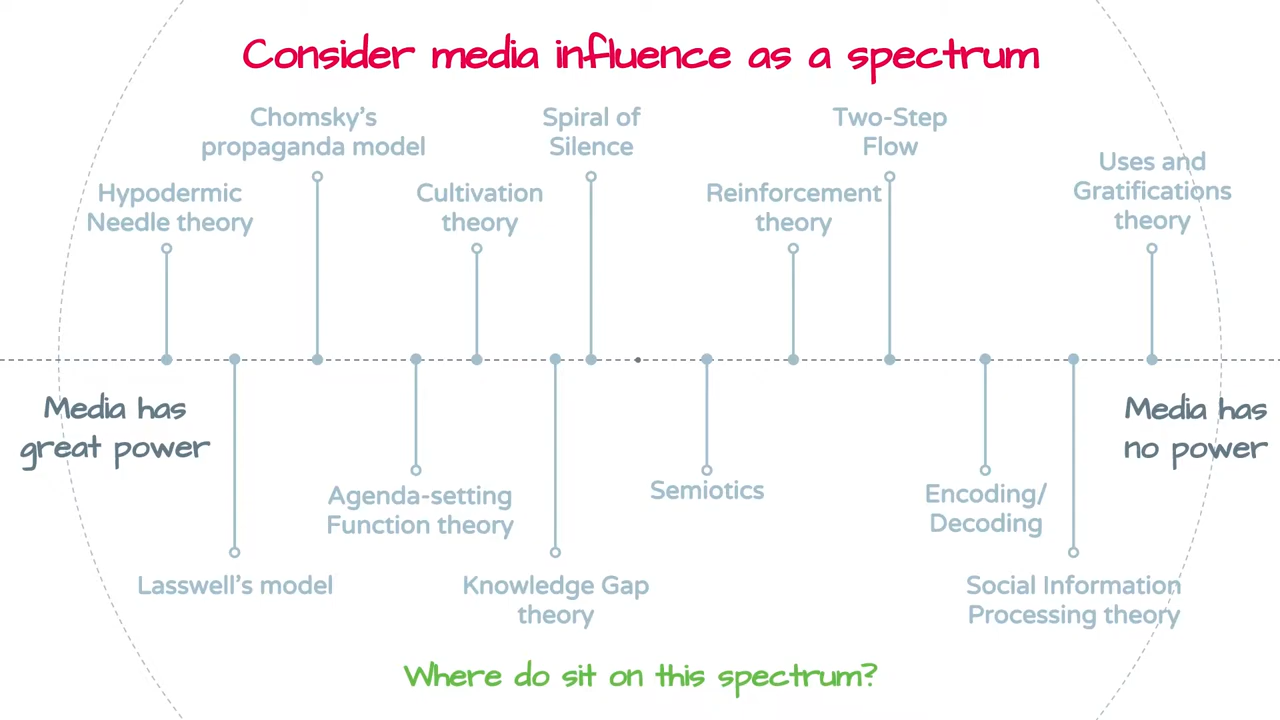 Consider media influence as a spectrum
Chomsky's
propaganda model
Spiral of
Silence
Two-Step
Flow
Hypodermic
Needle theory
Cultivation
theory
Reinforcement
theory
Uses and
Gratifications
theory
Media has
great power
Media has
no power
Agenda-setting
Function theory
Semiotics
Encoding/
Decoding
Lasswell's model
Knowledge Gap
theory
Social Information
Processing theory
Where do sit on this spectrum?